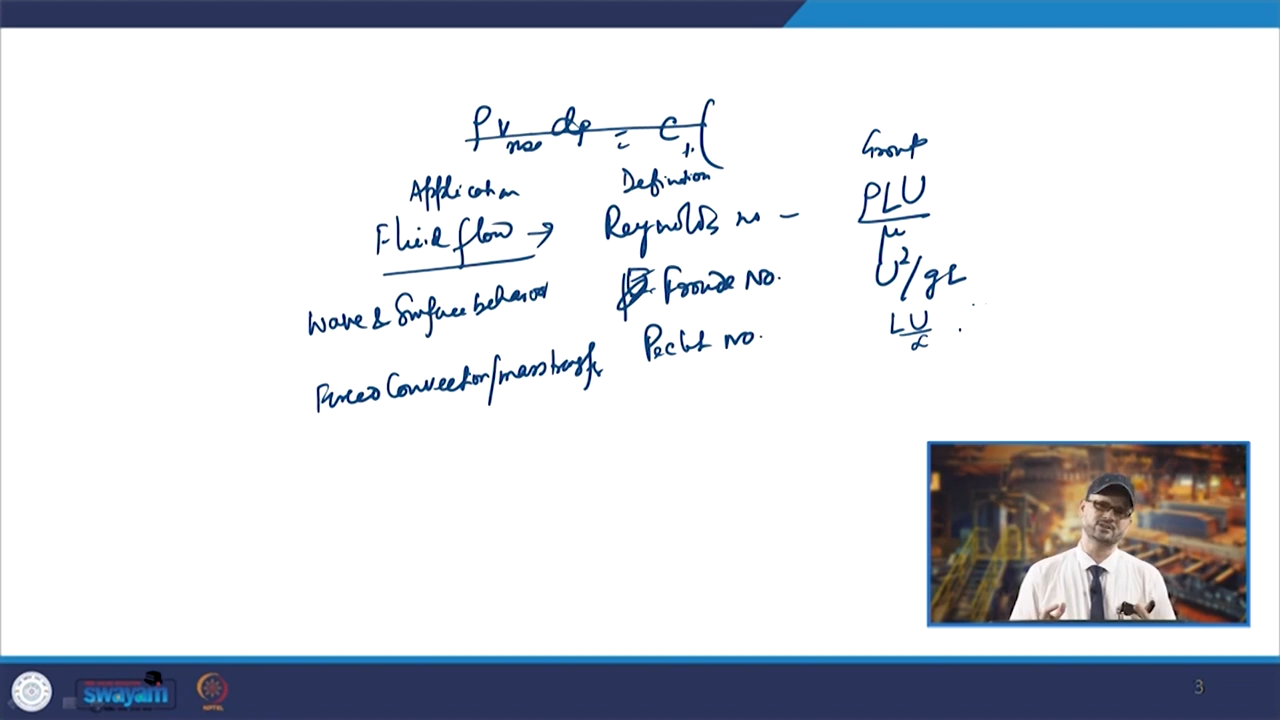 Application Definition Group
Fluid flow → Reynolds no – ρLU/μ
Wave & Surface behavior Froude No. U²/gL
Forced Convection/mass transfer Peclet No. LU/α
swayam
3